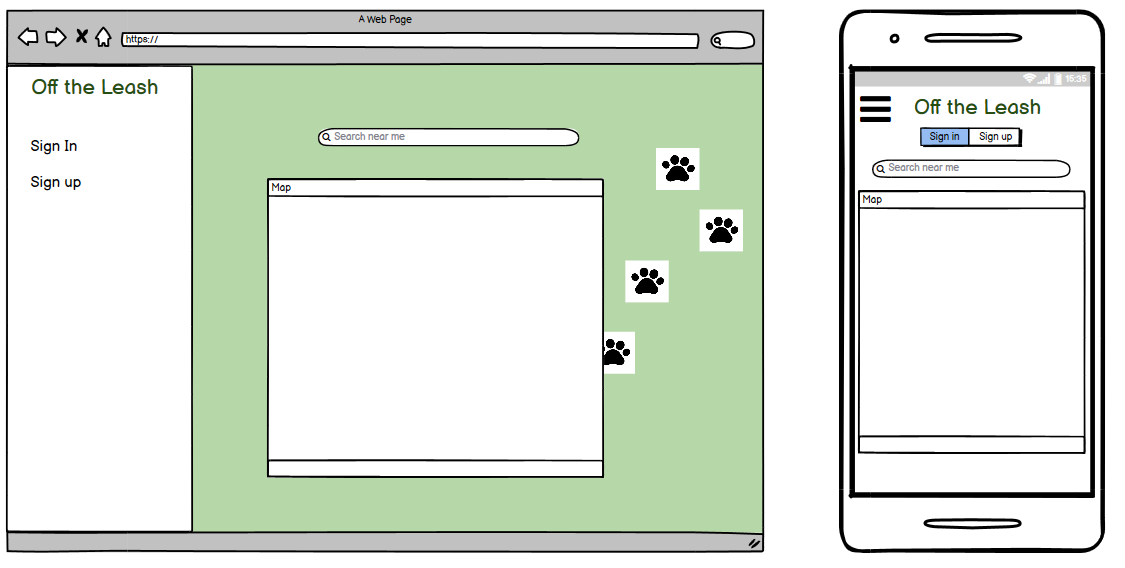 A Web Page
https://
Off the Leash
Sign In
Sign up
Search near me
Map
15:35
Off the Leash
Sign in Sign up
Search near me
Map